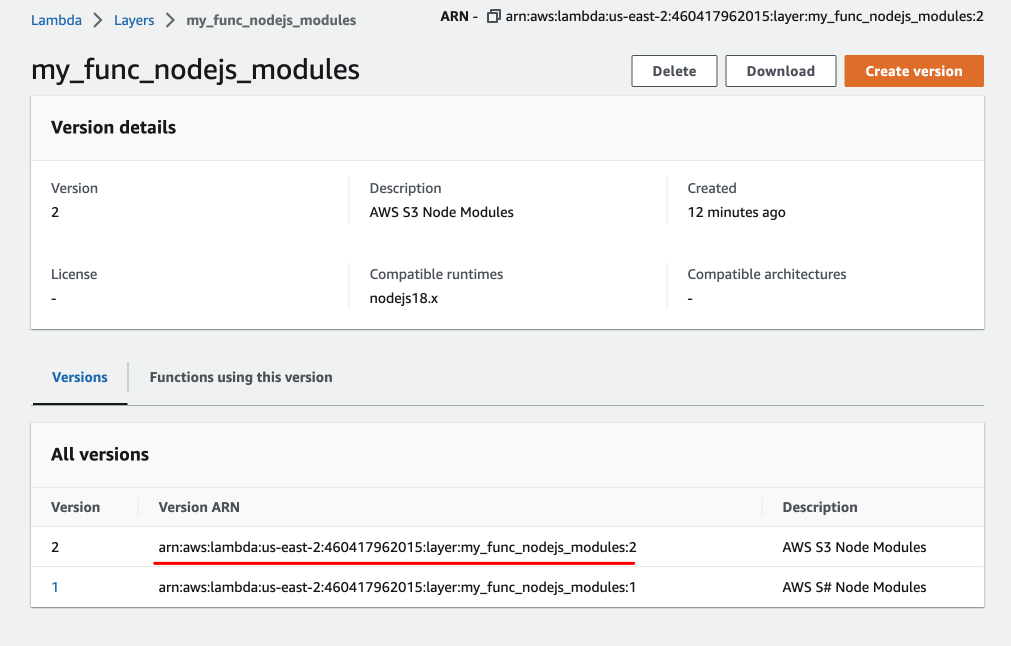 Lambda > Layers > my_func_nodejs_modules
ARN - arn:aws:lambda:us-east-2:460417962015:layer:my_func_nodejs_modules:2
my_func_nodejs_modules
Delete Download Create version
Version details
Version Description Created
2 AWS S3 Node Modules 12 minutes ago
License Compatible runtimes Compatible architectures
- nodejs18.x -
Versions Functions using this version
All versions
Version Version ARN Description
2 arn:aws:lambda:us-east-2:460417962015:layer:my_func_nodejs_modules:2 AWS S3 Node Modules
1 arn:aws:lambda:us-east-2:460417962015:layer:my_func_nodejs_modules:1 AWS S# Node Modules